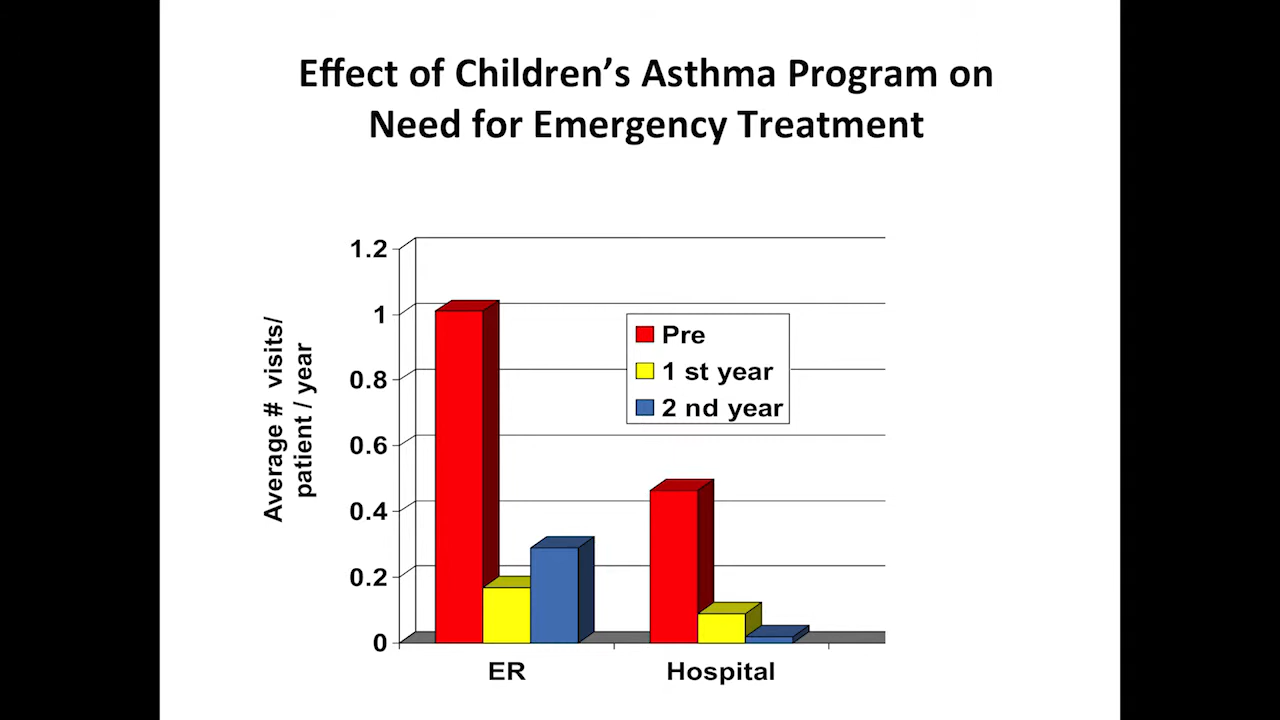 Effect of Children’s Asthma Program on
Need for Emergency Treatment
Average # visits/
patient / year
1.2
1
0.8
0.6
0.4
0.2
0
Pre
1 st year
2 nd year
ER
Hospital